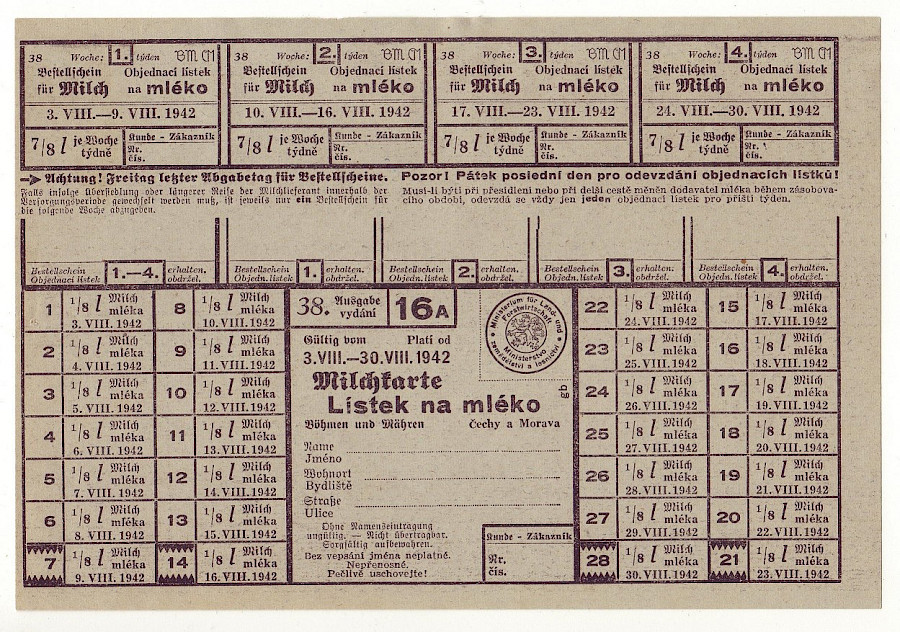 38 Woche: 1. týden BM ČM
Bestellschein Objednací lístek
für Milch na mléko
3. VIII.—9. VIII. 1942
7/8 l je Woche týdně
Kunde - Zákazník
Nr.
čís.
38 Woche: 2. týden BM ČM
Bestellschein Objednací lístek
für Milch na mléko
10. VIII.—16. VIII. 1942
7/8 l je Woche týdně
Kunde - Zákazník
Nr.
čís.
38 Woche: 3. týden BM ČM
Bestellschein Objednací lístek
für Milch na mléko
17. VIII.—23. VIII. 1942
7/8 l je Woche týdně
Kunde - Zákazník
Nr.
čís.
38 Woche: 4. týden BM ČM
Bestellschein Objednací lístek
für Milch na mléko
24. VIII.—30. VIII. 1942
7/8 l je Woche týdně
Kunde - Zákazník
Nr.
čís.
Achtung! Freitag letzter Abgabetag für Bestellscheine.
Falls infolge Übersiedlung oder längerer Reise der Milchlieferant innerhalb der
Versorgungsperiode gewechselt werden muß, ist jeweils nur ein Bestellschein für
die folgende Woche abzugeben.
Pozor! Pátek poslední den pro odevzdání objednacích lístků!
Musí-li býti při přesídlení nebo při delší cestě měněn dodavatel mléka během zásobova-
cího období, odevzdá se vždy jen jeden objednací lístek pro příští týden.
Bestellschein 1.—4. erhalten.
Objedn. lístek obdržel.
Bestellschein 1. erhalten.
Objedn. lístek obdržel.
Bestellschein 2. erhalten.
Objedn. lístek obdržel.
Bestellschein 3. erhalten.
Objedn. lístek obdržel.
Bestellschein 4. erhalten.
Objedn. lístek obdržel.
1 1/8 l Milch mléka 3. VIII. 1942
8 1/8 l Milch mléka 10. VIII. 1942
2 1/8 l Milch mléka 4. VIII. 1942
9 1/8 l Milch mléka 11. VIII. 1942
3 1/8 l Milch mléka 5. VIII. 1942
10 1/8 l Milch mléka 12. VIII. 1942
4 1/8 l Milch mléka 6. VIII. 1942
11 1/8 l Milch mléka 13. VIII. 1942
5 1/8 l Milch mléka 7. VIII. 1942
12 1/8 l Milch mléka 14. VIII. 1942
6 1/8 l Milch mléka 8. VIII. 1942
13 1/8 l Milch mléka 15. VIII. 1942
7 1/8 l Milch mléka 9. VIII. 1942
14 1/8 l Milch mléka 16. VIII. 1942
38. Ausgabe vydání 16A
Ministerium für Land- und Forstwirtschaft
Ministerstvo zemědělství a lesnictví
Gültig vom Platí od
3. VIII.—30. VIII. 1942
Milchkarte
Lístek na mléko
gb
Böhmen und Mähren Čechy a Morava
Name
Jméno
Wohnort
Bydliště
Straße
Ulice
Ohne Namenseintragung
ungültig. — Nicht übertragbar.
Sorgfältig aufbewahren.
Bez vepsání jména neplatné.
Nepřenosné.
Pečlivě uschovejte!
Kunde - Zákazník
Nr.
čís.
22 1/8 l Milch mléka 24. VIII. 1942
15 1/8 l Milch mléka 17. VIII. 1942
23 1/8 l Milch mléka 25. VIII. 1942
16 1/8 l Milch mléka 18. VIII. 1942
24 1/8 l Milch mléka 26. VIII. 1942
17 1/8 l Milch mléka 19. VIII. 1942
25 1/8 l Milch mléka 27. VIII. 1942
18 1/8 l Milch mléka 20. VIII. 1942
26 1/8 l Milch mléka 28. VIII. 1942
19 1/8 l Milch mléka 21. VIII. 1942
27 1/8 l Milch mléka 29. VIII. 1942
20 1/8 l Milch mléka 22. VIII. 1942
28 1/8 l Milch mléka 30. VIII. 1942
21 1/8 l Milch mléka 23. VIII. 1942